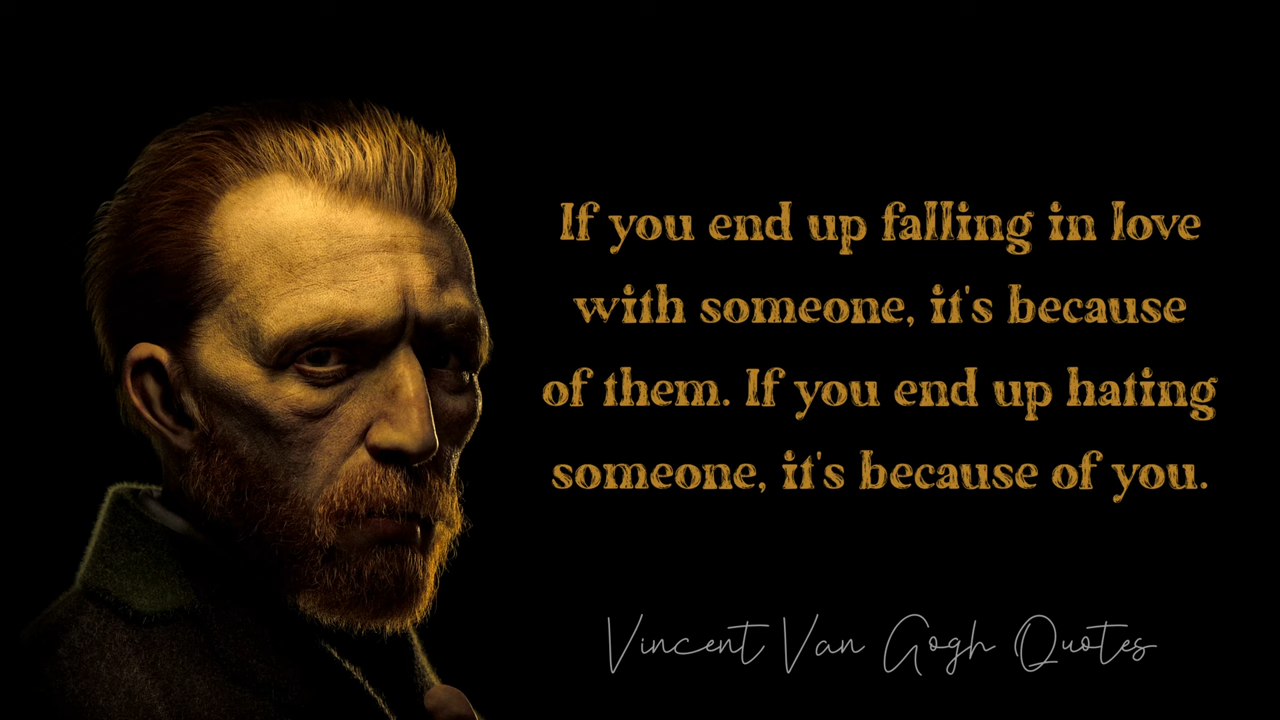 If you end up falling in love
with someone, it's because
of them. If you end up hating
someone, it's because of you.
Vincent Van Gogh Quotes